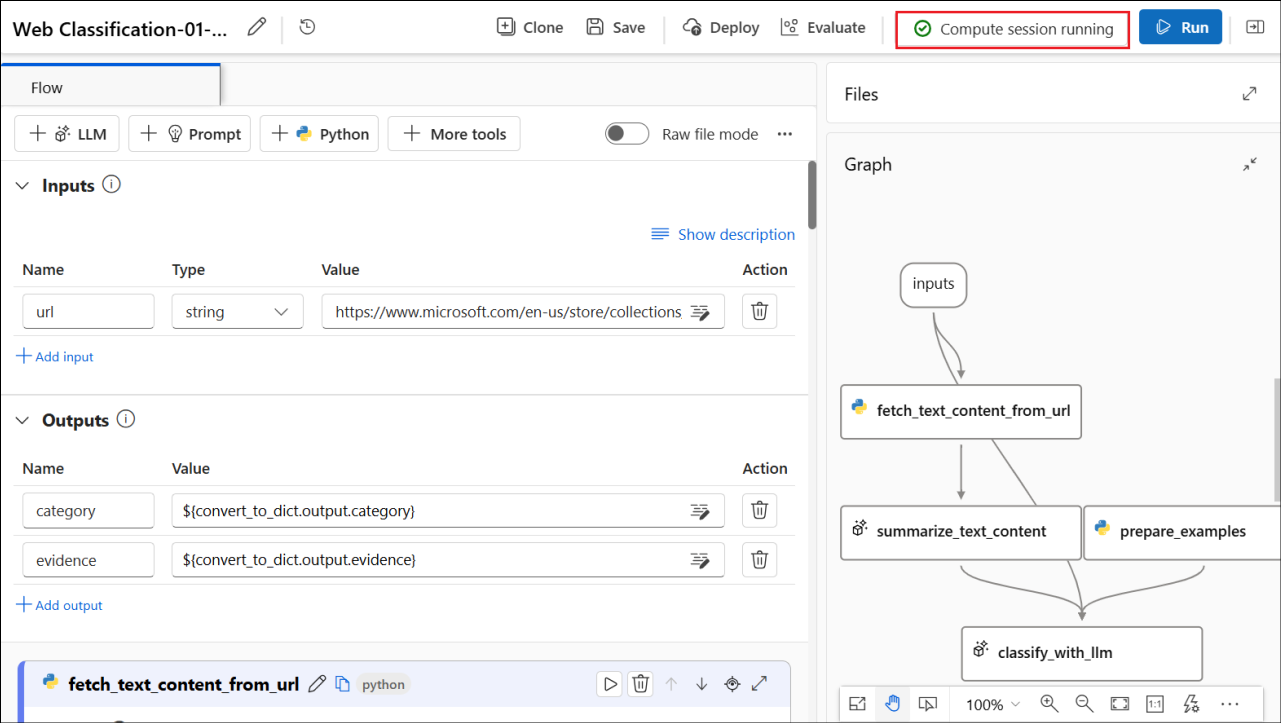 Web Classification-01-...
Clone
Save
Deploy
Evaluate
Compute session running
Run
Flow
LLM
Prompt
Python
More tools
Raw file mode
Inputs
Show description
Name Type Value Action
url string https://www.microsoft.com/en-us/store/collections
Add input
Outputs
Name Value Action
category ${convert_to_dict.output.category}
evidence ${convert_to_dict.output.evidence}
Add output
fetch_text_content_from_url python
Files
Graph
inputs
fetch_text_content_from_url
summarize_text_content
prepare_examples
classify_with_llm
100%
1:1